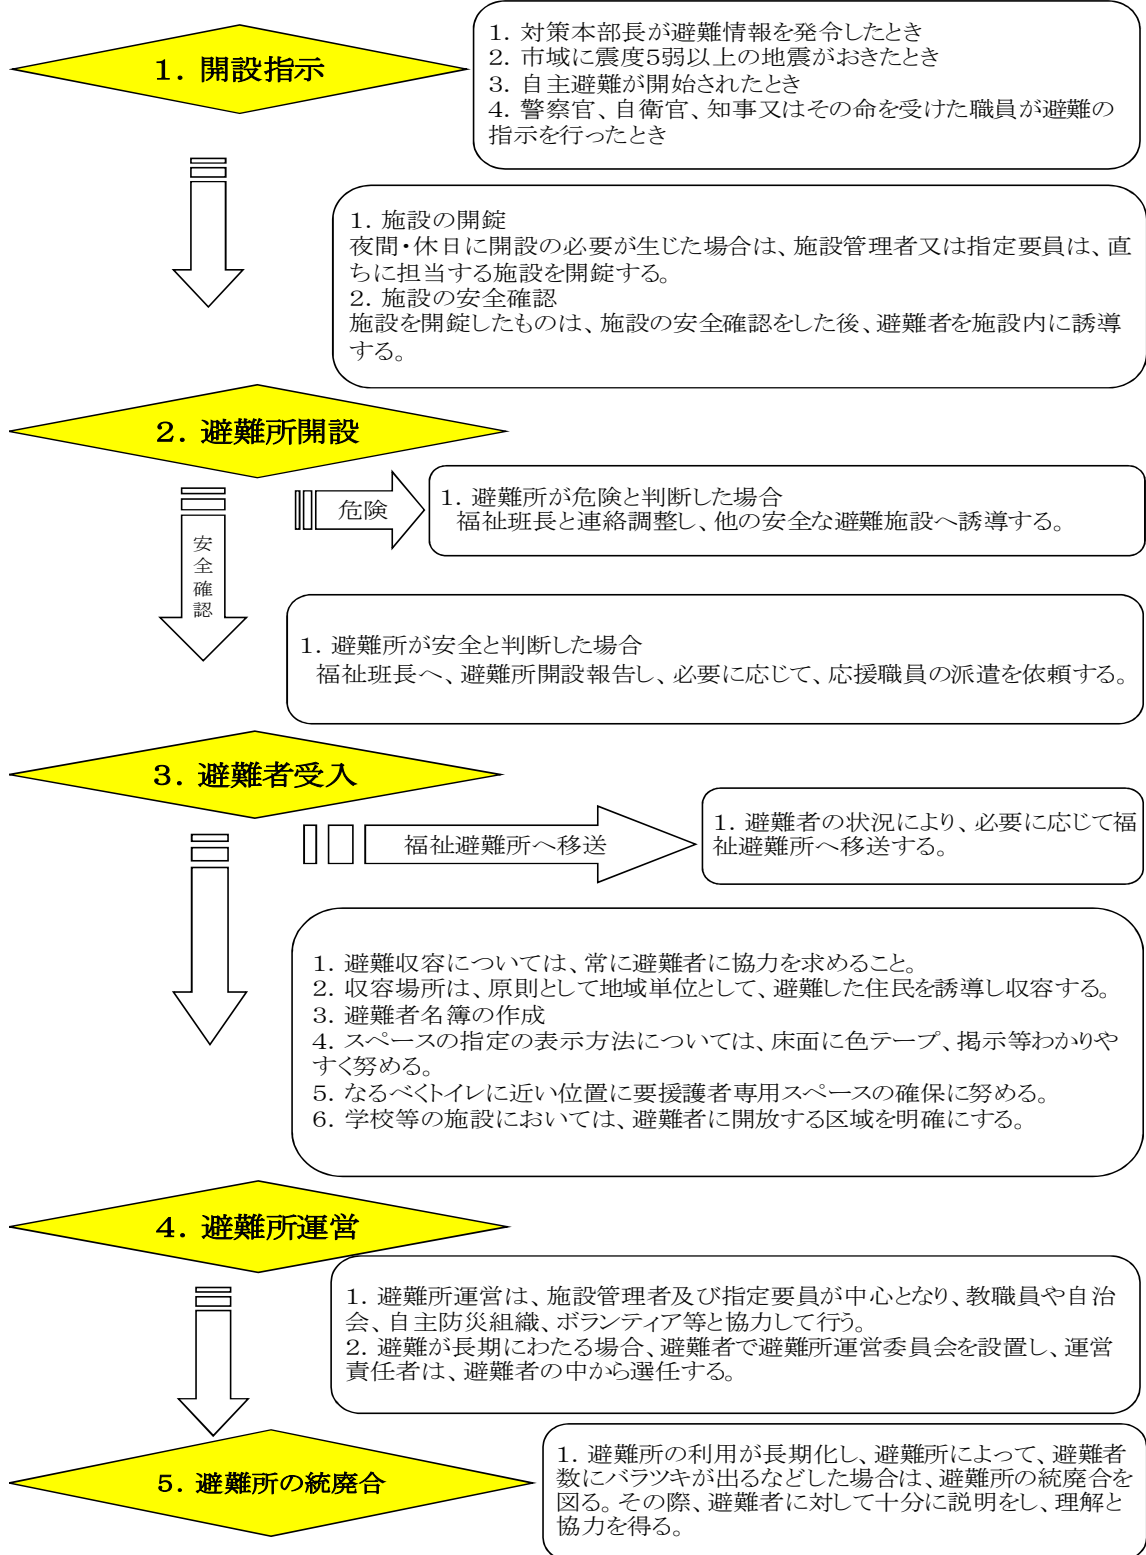 1. 開設指示
1. 対策本部長が避難情報を発令したとき
2. 市域に震度5弱以上の地震がおきたとき
3. 自主避難が開始されたとき
4. 警察官、自衛官、知事又はその命を受けた職員が避難の
指示を行ったとき
1. 施設の開錠
夜間・休日に開設の必要が生じた場合は、施設管理者又は指定要員は、直
ちに担当する施設を開錠する。
2. 施設の安全確認
施設を開錠したものは、施設の安全確認をした後、避難者を施設内に誘導
する。
2. 避難所開設
危険
1. 避難所が危険と判断した場合
福祉班長と連絡調整し、他の安全な避難施設へ誘導する。
安全確認
1. 避難所が安全と判断した場合
福祉班長へ、避難所開設報告し、必要に応じて、応援職員の派遣を依頼する。
3. 避難者受入
福祉避難所へ移送
1. 避難者の状況により、必要に応じて福
祉避難所へ移送する。
1. 避難収容については、常に避難者に協力を求めること。
2. 収容場所は、原則として地域単位として、避難した住民を誘導し収容する。
3. 避難者名簿の作成
4. スペースの指定の表示方法については、床面に色テープ、掲示等わかりや
すく努める。
5. なるべくトイレに近い位置に要援護者専用スペースの確保に努める。
6. 学校等の施設においては、避難者に開放する区域を明確にする。
4. 避難所運営
1. 避難所運営は、施設管理者及び指定要員が中心となり、教職員や自治
会、自主防災組織、ボランティア等と協力して行う。
2. 避難が長期にわたる場合、避難者で避難所運営委員会を設置し、運営
責任者は、避難者の中から選任する。
5. 避難所の統廃合
1. 避難所の利用が長期化し、避難所によって、避難者
数にバラツキが出るなどした場合は、避難所の統廃合を
図る。その際、避難者に対して十分に説明をし、理解と
協力を得る。